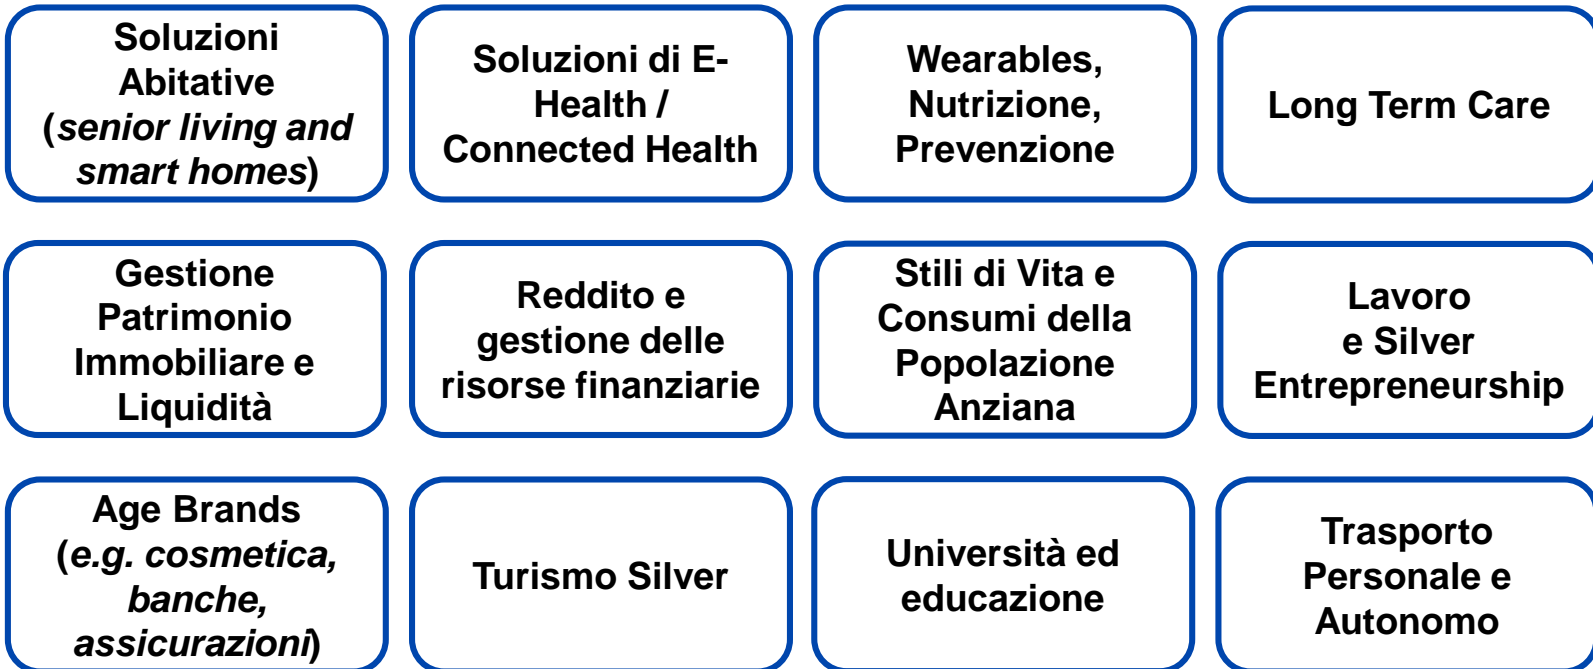 Soluzioni
Abitative
(senior living and
smart homes)
Soluzioni di E-
Health /
Connected Health
Wearables,
Nutrizione,
Prevenzione
Long Term Care
Gestione
Patrimonio
Immobiliare e
Liquidità
Reddito e
gestione delle
risorse finanziarie
Stili di Vita e
Consumi della
Popolazione
Anziana
Lavoro
e Silver
Entrepreneurship
Age Brands
(e.g. cosmetica,
banche,
assicurazioni)
Turismo Silver
Università ed
educazione
Trasporto
Personale e
Autonomo